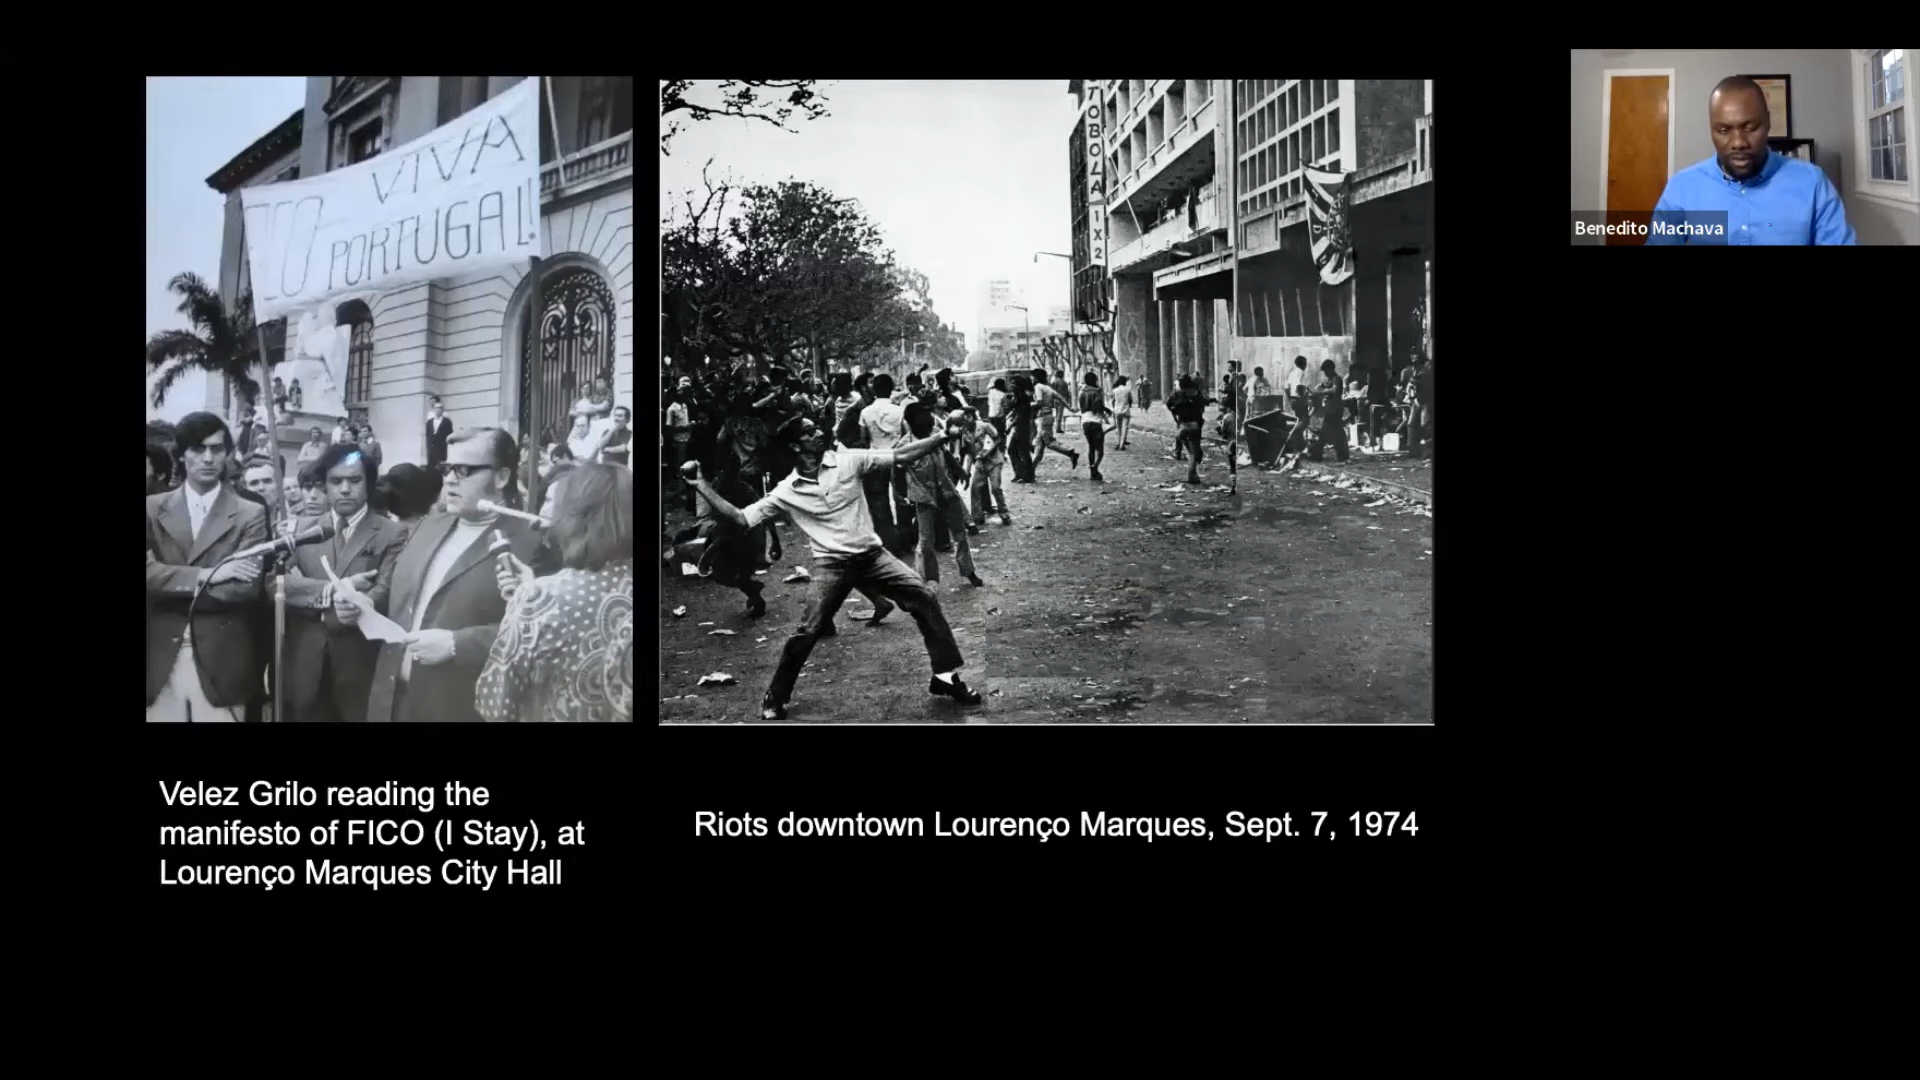 VIVA
FICO PORTUGAL!
TOBOLA 1X2
Benedito Machava
Velez Grilo reading the
manifesto of FICO (I Stay), at
Lourenço Marques City Hall
Riots downtown Lourenço Marques, Sept. 7, 1974